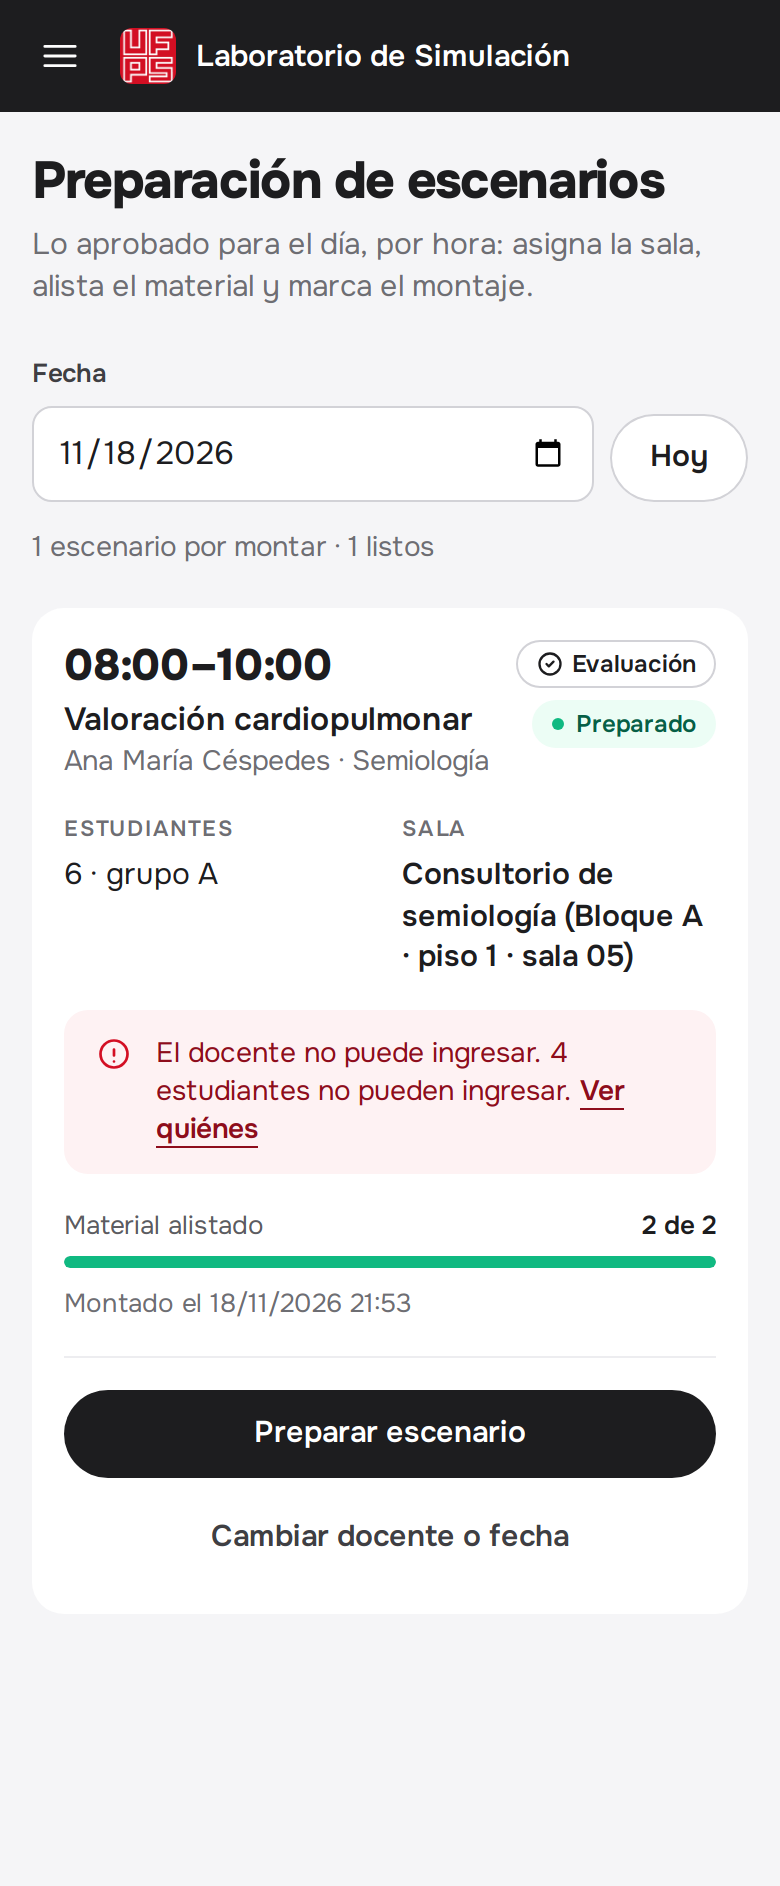 UFPS
Laboratorio de Simulación
Preparación de escenarios
Lo aprobado para el día, por hora: asigna la sala,
alista el material y marca el montaje.
Fecha
11/18/2026
Hoy
1 escenario por montar · 1 listos
08:00–10:00
Evaluación
Valoración cardiopulmonar
Preparado
Ana María Céspedes · Semiología
ESTUDIANTES
SALA
6 · grupo A
Consultorio de
semiología (Bloque A
· piso 1 · sala 05)
El docente no puede ingresar. 4
estudiantes no pueden ingresar. Ver
quiénes
Material alistado
2 de 2
Montado el 18/11/2026 21:53
Preparar escenario
Cambiar docente o fecha